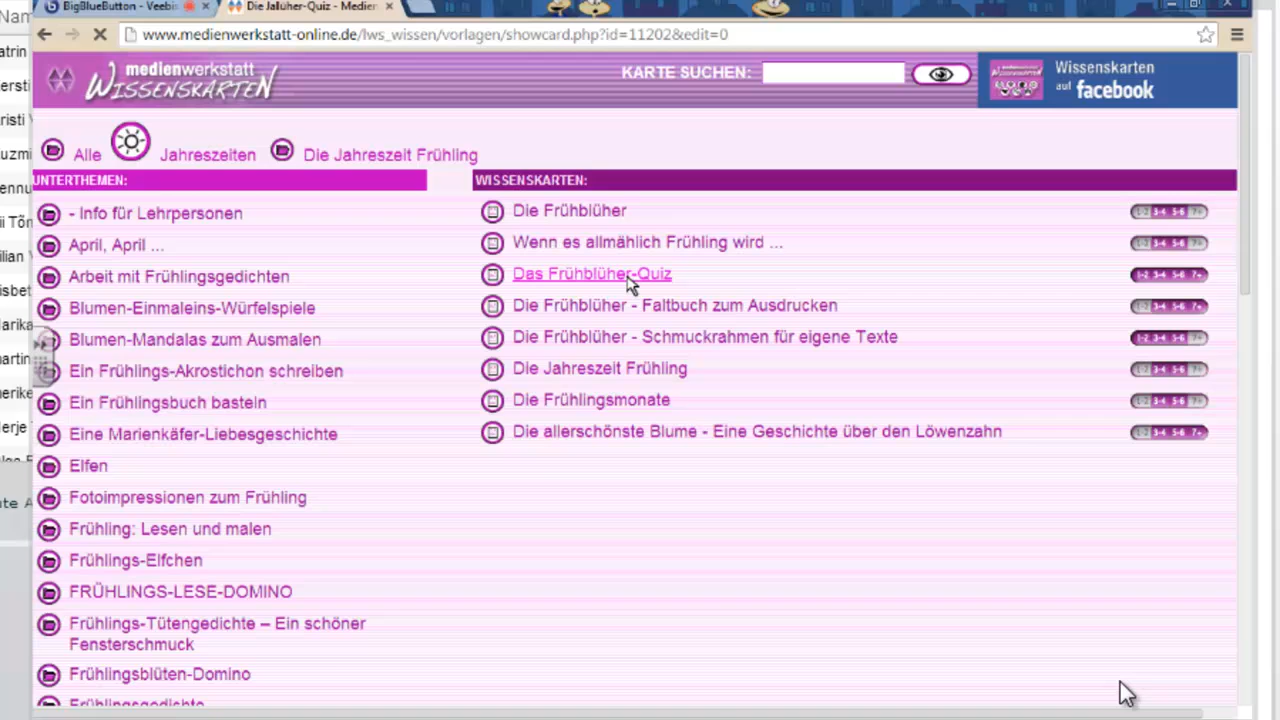 BigBlueButton - Veebis
Medien
www.medienwerkstatt-online.de/lws_wissen/vorlagen/showcard.php?id=11202&edit=0
medienwerkstatt
WISSENSKARTEN
KARTE SUCHEN:
Wissenskarten
auf facebook
Alle Jahreszeiten Die Jahreszeit Frühling
UNTERTHEMEN:
- Info für Lehrpersonen
April, April ...
Arbeit mit Frühlingsgedichten
Blumen-Einmaleins-Würfelspiele
Blumen-Mandalas zum Ausmalen
Ein Frühlings-Akrostichon schreiben
Ein Frühlingsbuch basteln
Eine Marienkäfer-Liebesgeschichte
Elfen
Fotoimpressionen zum Frühling
Frühling: Lesen und malen
Frühlings-Elfchen
FRÜHLINGS-LESE-DOMINO
Frühlings-Tütengedichte – Ein schöner
Fensterschmuck
Frühlingsblüten-Domino
Frühlingsgedichte
WISSENSKARTEN:
Die Frühblüher
Wenn es allmählich Frühling wird ...
Das Frühblüher-Quiz
Die Frühblüher - Faltbuch zum Ausdrucken
Die Frühblüher - Schmuckrahmen für eigene Texte
Die Jahreszeit Frühling
Die Frühlingsmonate
Die allerschönste Blume - Eine Geschichte über den Löwenzahn